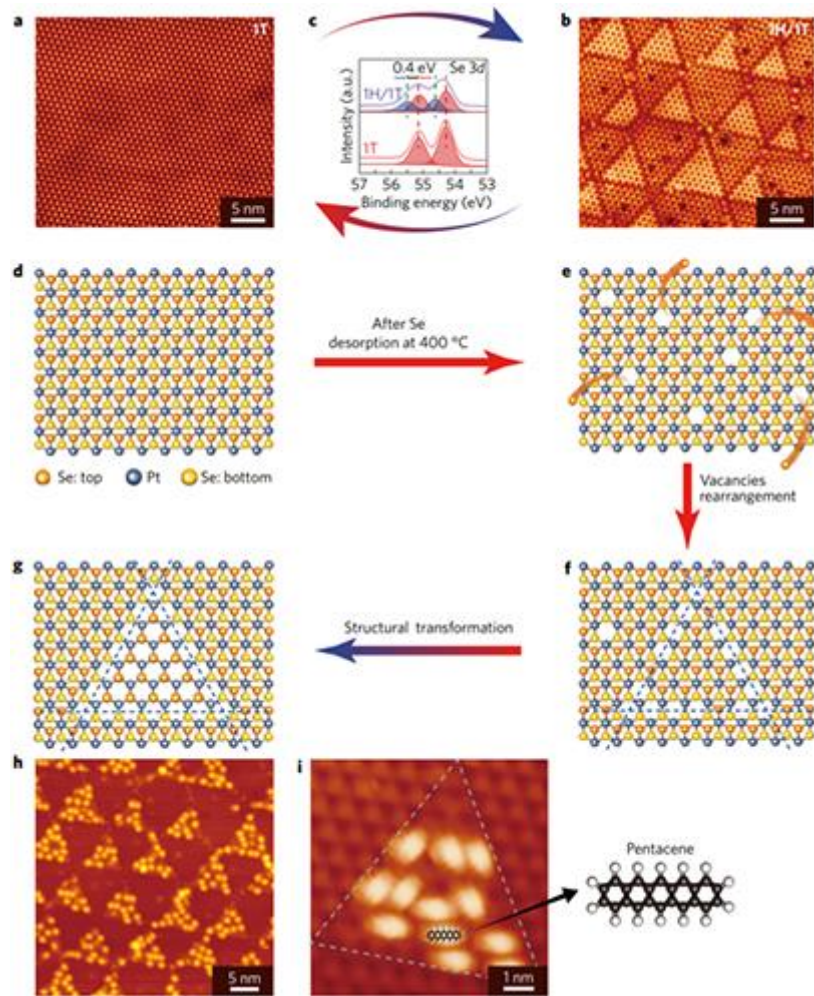 a
1T
c
0.4 eV
Se 3d
1H/1T
1T
Intensity (a.u.)
57 56 55 54 53
Binding energy (eV)
b
1H/1T
5 nm
5 nm
d
After Se
desorption at 400 °C
e
Se: top Pt Se: bottom
Vacancies
rearrangement
g
Structural transformation
f
h
5 nm
i
1 nm
Pentacene